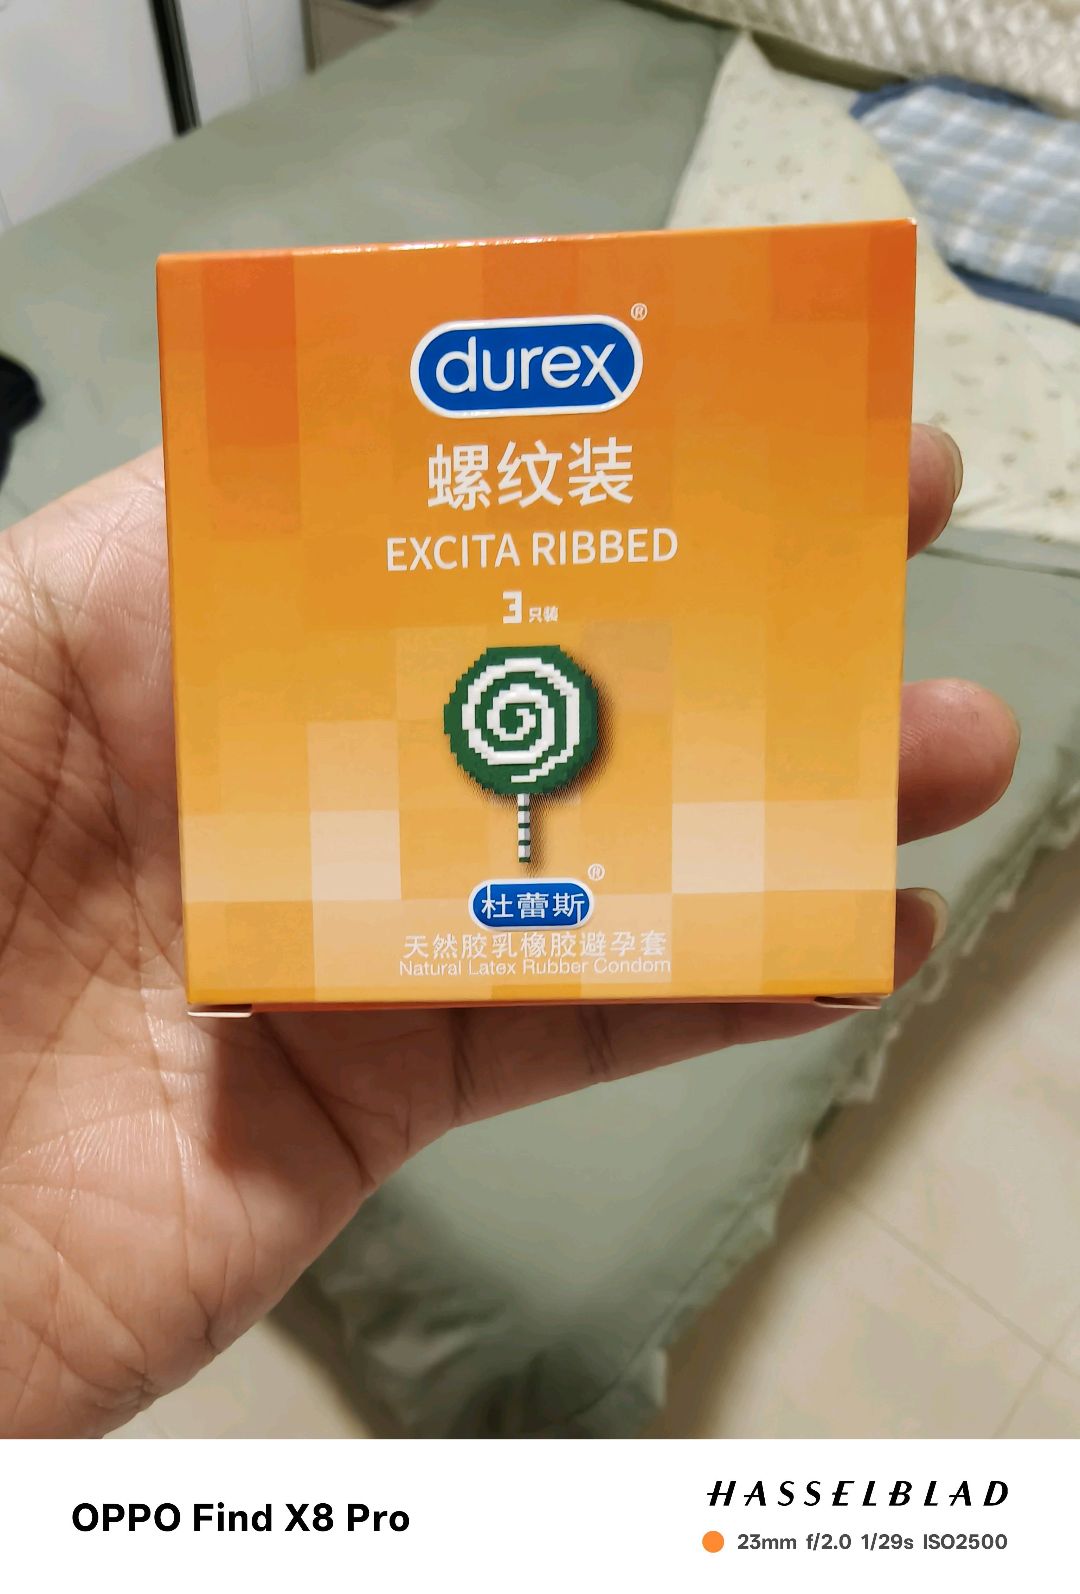 durex®
螺纹装
EXCITA RIBBED
3只装
杜蕾斯®
天然胶乳橡胶避孕套
Natural Latex Rubber Condom
OPPO Find X8 Pro
HASSELBLAD
23mm f/2.0 1/29s ISO2500